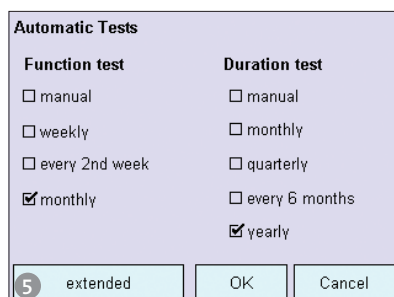 Automatic Tests
Function test Duration test
manual manual
weekly monthly
every 2nd week quarterly
monthly every 6 months
yearly
5 extended OK Cancel